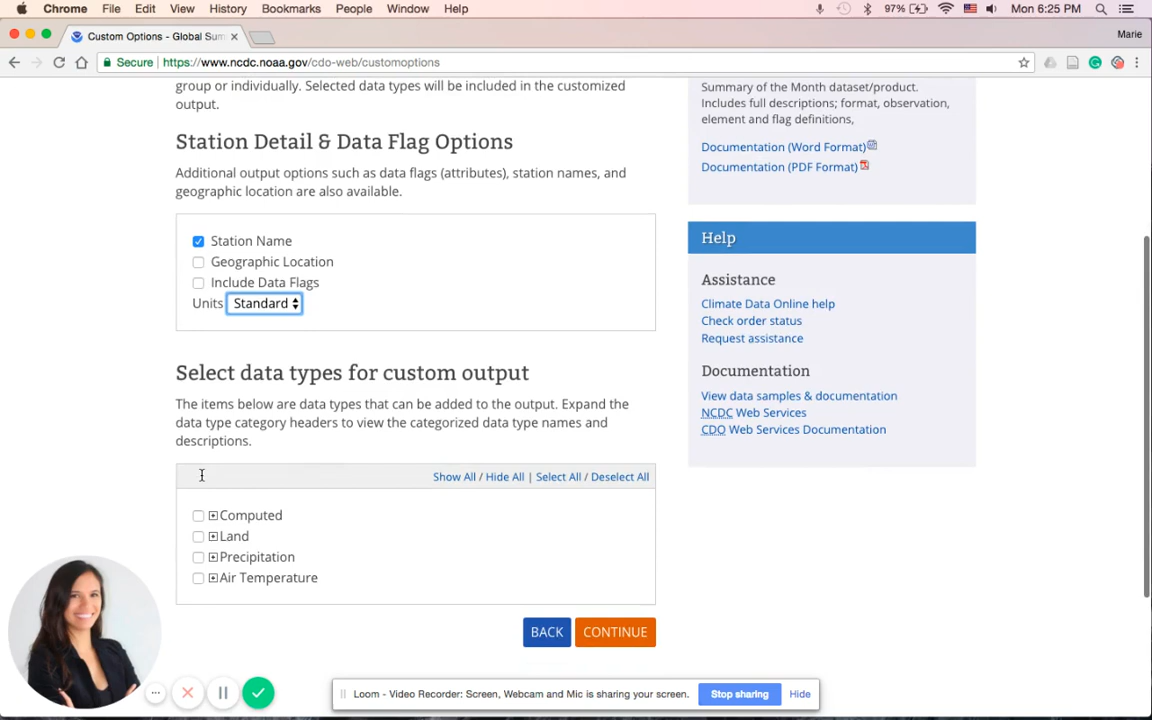 Chrome File Edit View History Bookmarks People Window Help 97% Mon 6:25 PM
Custom Options - Global Sum
Marie
Secure https://www.ncdc.noaa.gov/cdo-web/customoptions
group or individually. Selected data types will be included in the customized
output.
Station Detail & Data Flag Options
Additional output options such as data flags (attributes), station names, and
geographic location are also available.
Station Name
Geographic Location
Include Data Flags
Units Standard
Select data types for custom output
The items below are data types that can be added to the output. Expand the
data type category headers to view the categorized data type names and
descriptions.
Show All / Hide All | Select All / Deselect All
Computed
Land
Precipitation
Air Temperature
BACK CONTINUE
Summary of the Month dataset/product.
Includes full descriptions; format, observation,
element and flag definitions,
Documentation (Word Format)
Documentation (PDF Format)
Help
Assistance
Climate Data Online help
Check order status
Request assistance
Documentation
View data samples & documentation
NCDC Web Services
CDO Web Services Documentation
Loom - Video Recorder: Screen, Webcam and Mic is sharing your screen. Stop sharing Hide